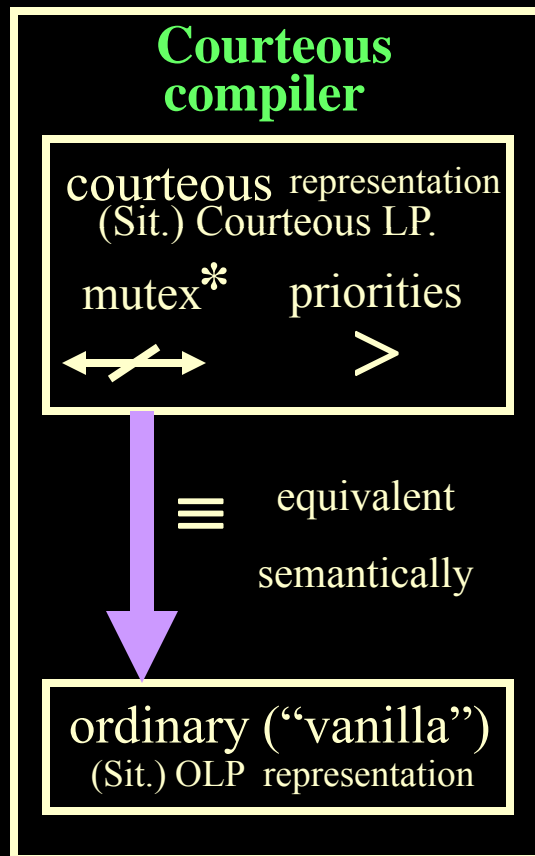 Courteous
compiler
courteous representation
(Sit.) Courteous LP.
mutex* priorities
>
≡ equivalent
semantically
ordinary (“vanilla”)
(Sit.) OLP representation